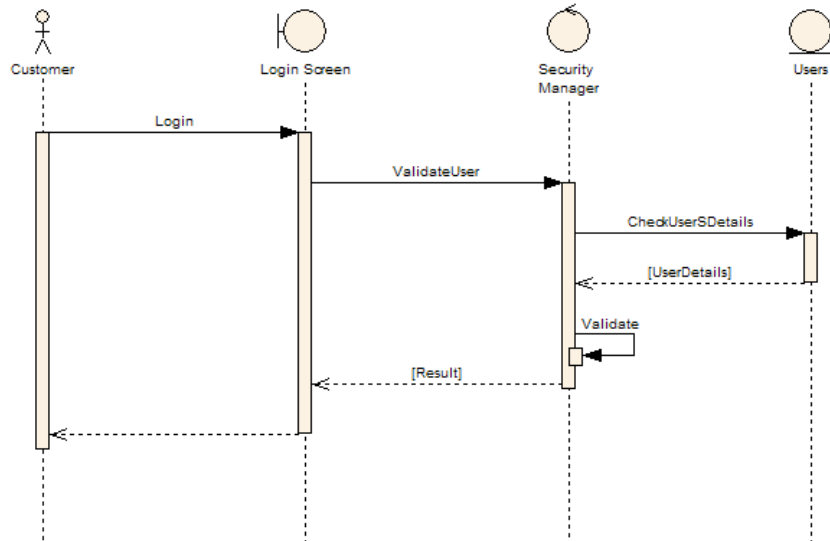 Customer
Login Screen
Security
Manager
Users
Login
ValidateUser
CheckUserSDetails
[UserDetails]
Validate
[Result]